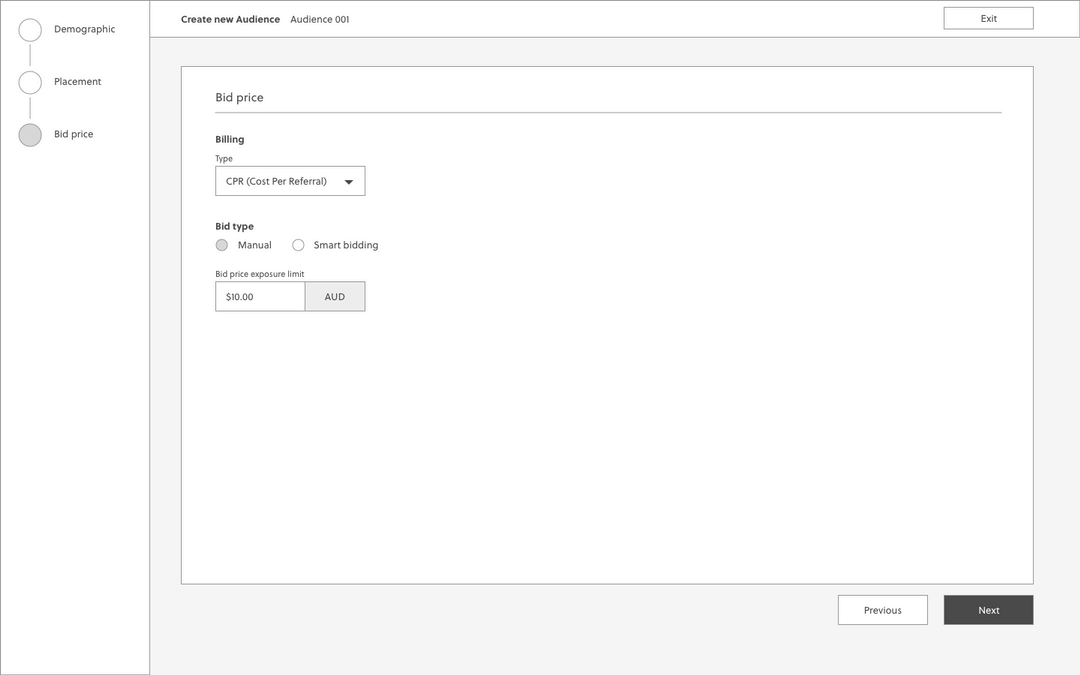 Demographic
Placement
Bid price
Create new Audience Audience 001
Exit
Bid price
Billing
Type
CPR (Cost Per Referral)
Bid type
Manual Smart bidding
Bid price exposure limit
$10.00 AUD
Previous Next